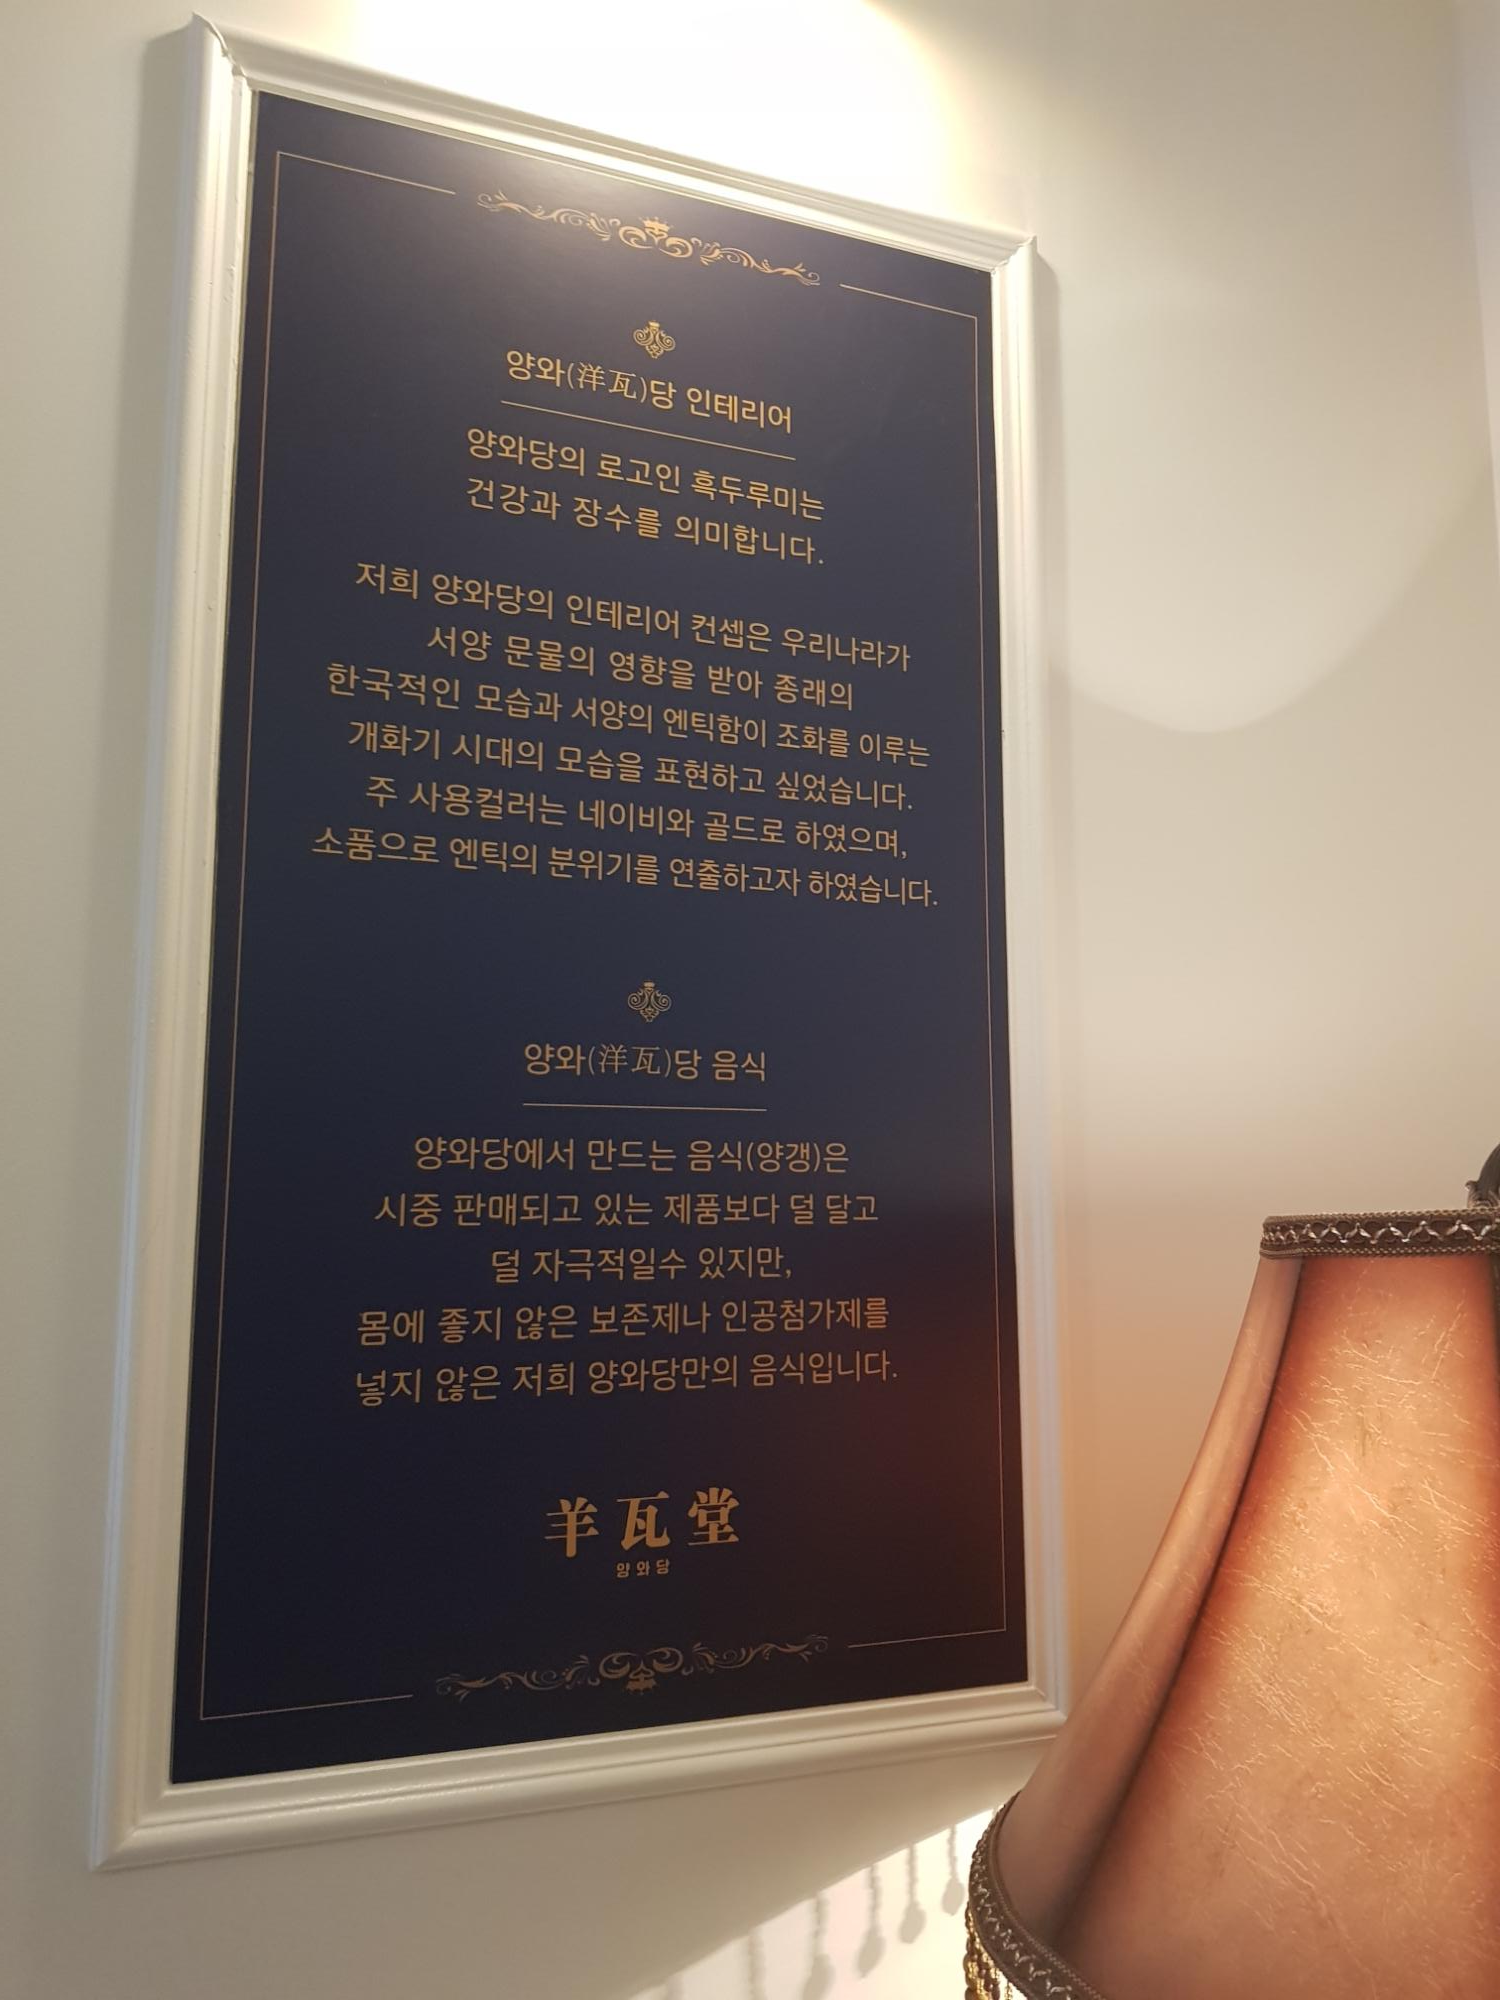 양와(洋瓦)당 인테리어
양와당의 로고인 흑두루미는
건강과 장수를 의미합니다.
저희 양와당의 인테리어 컨셉은 우리나라가
서양 문물의 영향을 받아 종래의
한국적인 모습과 서양의 엔틱함이 조화를 이루는
개화기 시대의 모습을 표현하고 싶었습니다.
주 사용컬러는 네이비와 골드로 하였으며,
소품으로 엔틱의 분위기를 연출하고자 하였습니다.
양와(洋瓦)당 음식
양와당에서 만드는 음식(양갱)은
시중 판매되고 있는 제품보다 덜 달고
덜 자극적일수 있지만,
몸에 좋지 않은 보존제나 인공첨가제를
넣지 않은 저희 양와당만의 음식입니다.
羊瓦堂
양와당